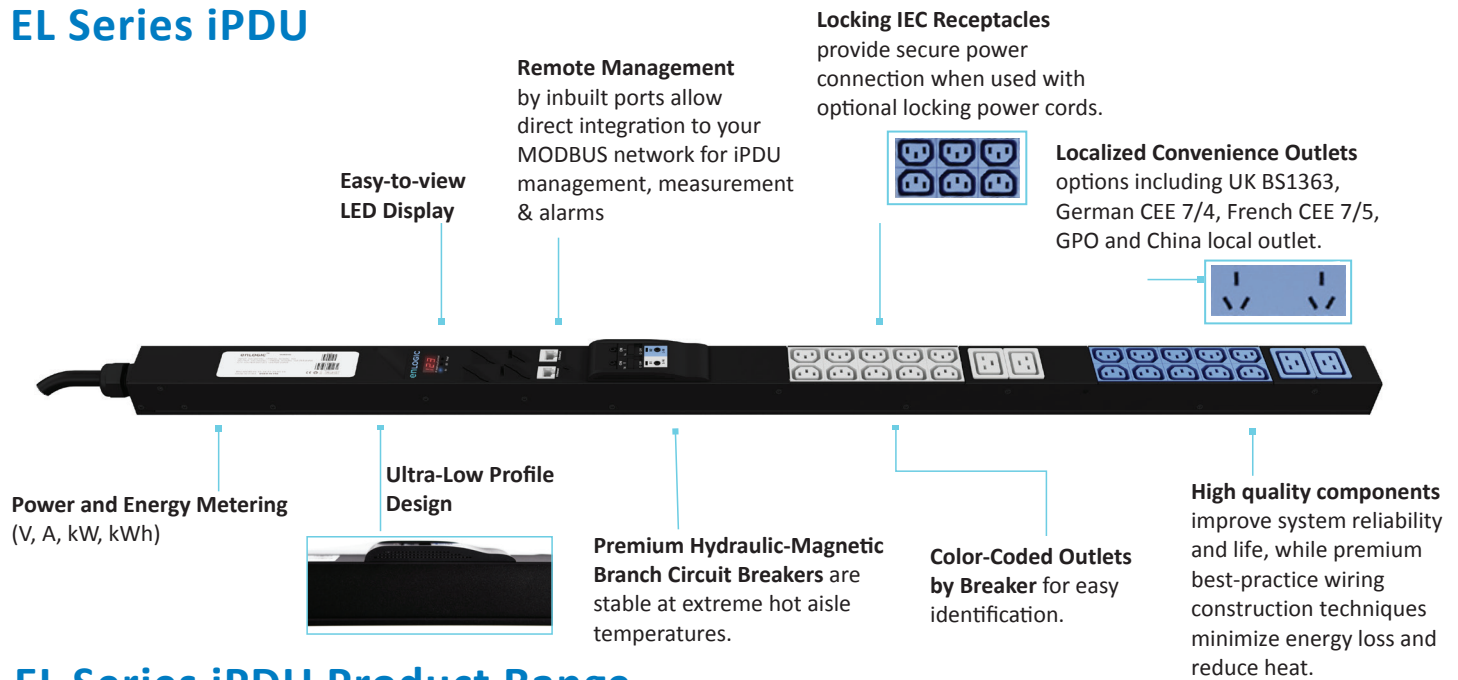 EL Series iPDU
Locking IEC Receptacles
provide secure power
connection when used with
optional locking power cords.
Remote Management
by inbuilt ports allow
direct integration to your
MODBUS network for iPDU
management, measurement
& alarms
Localized Convenience Outlets
options including UK BS1363,
German CEE 7/4, French CEE 7/5,
GPO and China local outlet.
Easy-to-view
LED Display
enLOGIC
enLOGIC
123
Power and Energy Metering
(V, A, kW, kWh)
Ultra-Low Profile
Design
Premium Hydraulic-Magnetic
Branch Circuit Breakers are
stable at extreme hot aisle
temperatures.
Color-Coded Outlets
by Breaker for easy
identification.
High quality components
improve system reliability
and life, while premium
best-practice wiring
construction techniques
minimize energy loss and
reduce heat.
EL Series iPDU Product Range